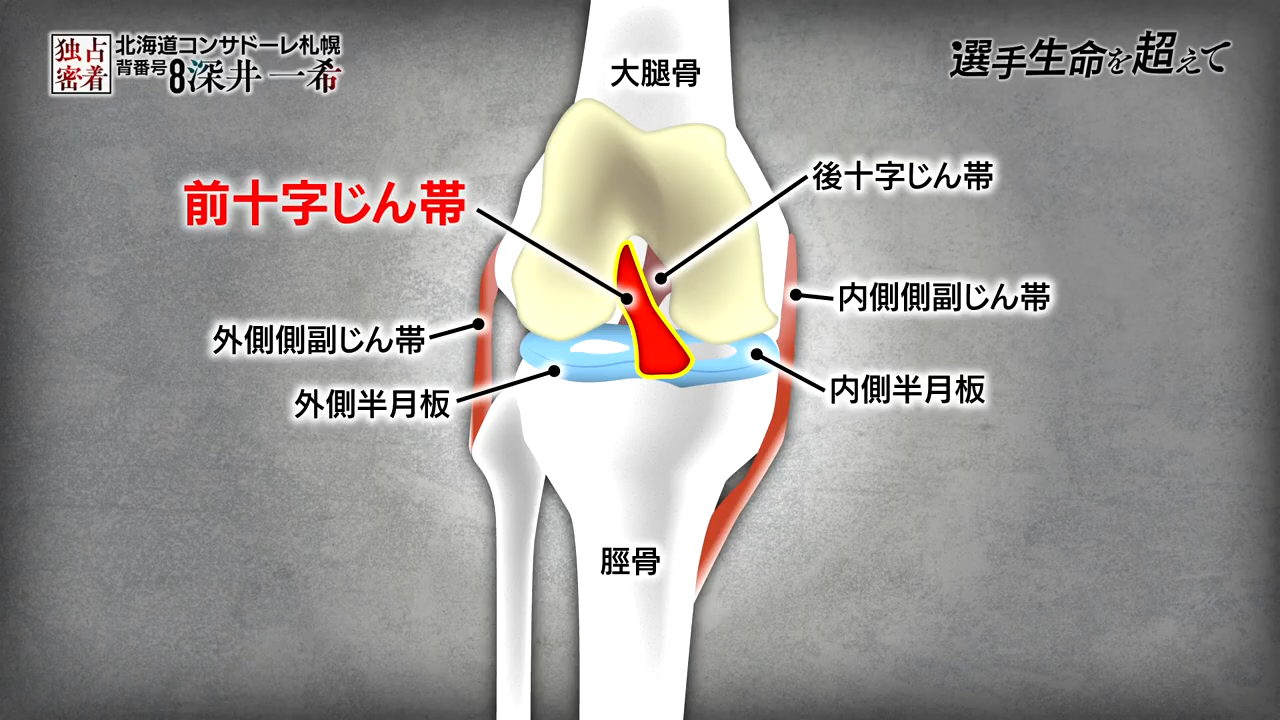 独占
密着
北海道コンサドーレ札幌
背番号8深井一希
選手生命を超えて
大腿骨
前十字じん帯
後十字じん帯
外側側副じん帯
内側側副じん帯
外側半月板
内側半月板
脛骨